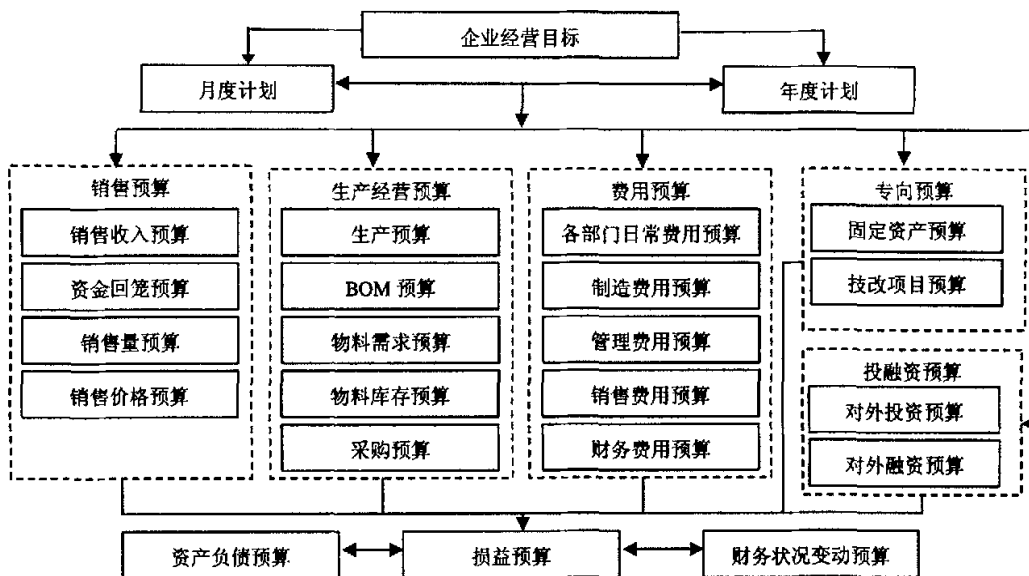 企业经营目标
月度计划
年度计划
销售预算
销售收入预算
资金回笼预算
销售量预算
销售价格预算
生产经营预算
生产预算
BOM 预算
物料需求预算
物料库存预算
采购预算
费用预算
各部门日常费用预算
制造费用预算
管理费用预算
销售费用预算
财务费用预算
专向预算
固定资产预算
技改项目预算
投融资预算
对外投资预算
对外融资预算
资产负债预算
损益预算
财务状况变动预算